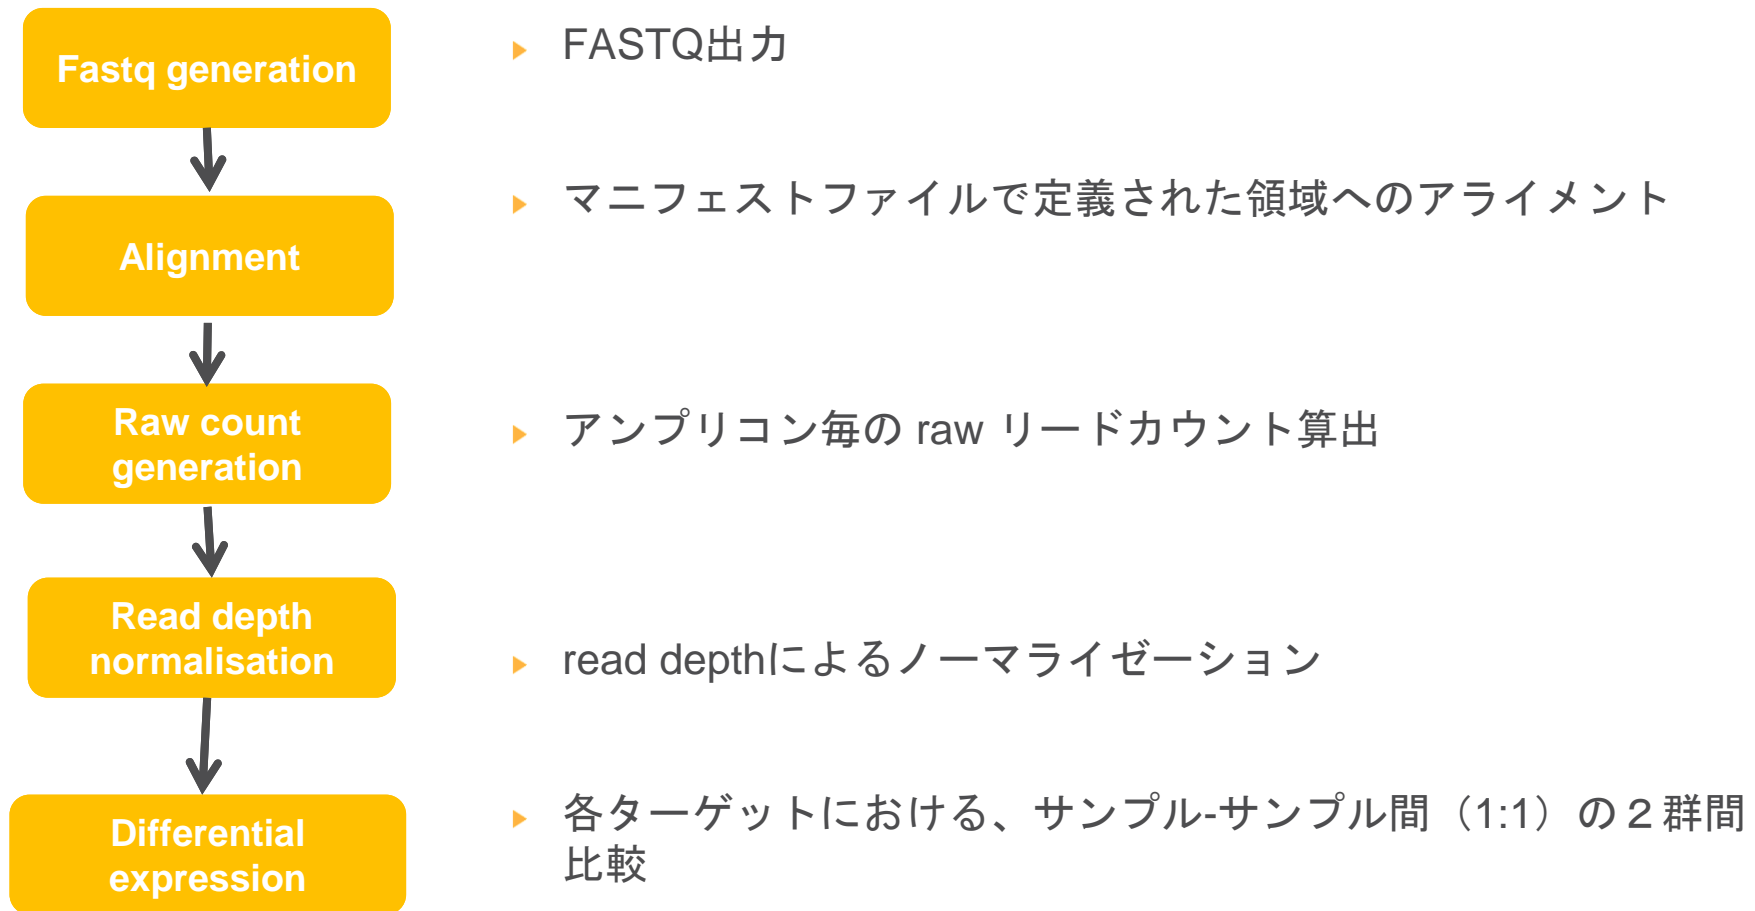 Fastq generation
FASTQ出力
Alignment
マニフェストファイルで定義された領域へのアライメント
Raw count
generation
アンプリコン毎の raw リードカウント算出
Read depth
normalisation
read depthによるノーマライゼーション
Differential
expression
各ターゲットにおける、サンプル-サンプル間（1:1）の２群間
比較